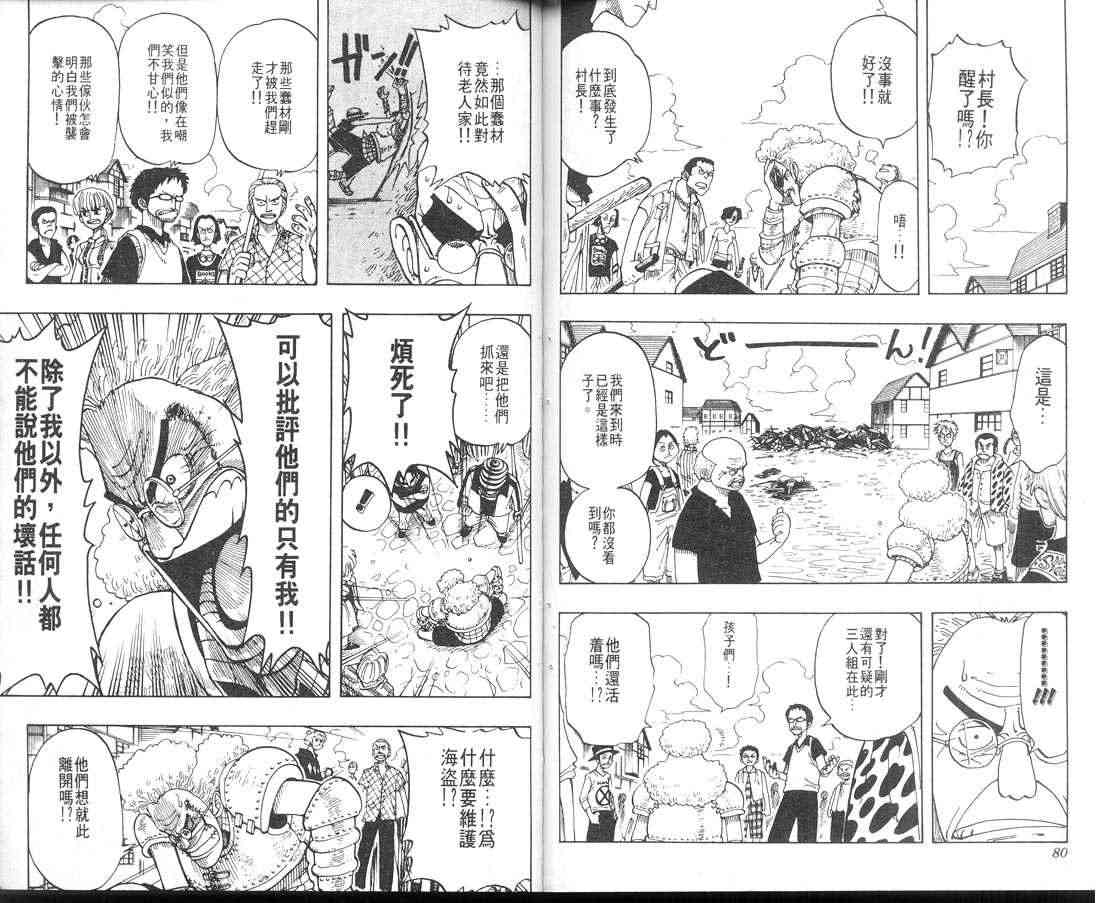 村長！你
醒了嗎！？
沒事就
好了！！
唔…！！
到底發生了
什麼事？
村長！
這是…
どーーん！
我們來到時
已經是這樣
子了。
你都沒看
到嗎？
………！！！
對了！剛才
還有可疑的
三人組在此…
孩子
們…！
他們還活
着嗎…！？
80
…那個蠢材
竟然如此對
待老人家！！
ガン！！
那些蠢材剛
才被我們趕
走了！！
但是他們像在嘲
笑我們似的，我
們不甘心！！
那些傢伙怎會
明白我們被襲
擊的心情！
BOOKS
還是把他們
抓來吧……
煩死了！！
！
可以批評他們的只有我！！
除了我以外，任何人都
不能說他們的壞話！！
什麼…！？為
什麼要維護
海盜！？
他們想就此
離開嗎！？